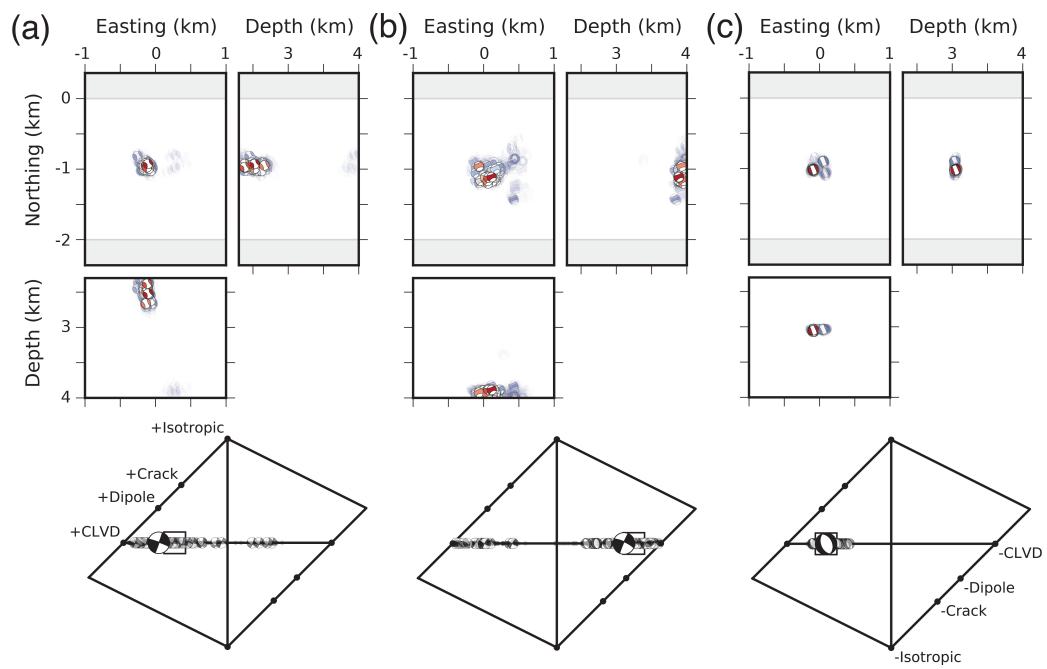 (a) Easting (km) Depth (km) (b) Easting (km) Depth (km) (c) Easting (km) Depth (km)
-1 0 1 3 4 -1 0 1 3 4 -1 0 1 3 4
Northing (km)
0
-1
-2
Depth (km)
3
4
+Isotropic
+Crack
+Dipole
+CLVD
-CLVD
-Dipole
-Crack
-Isotropic